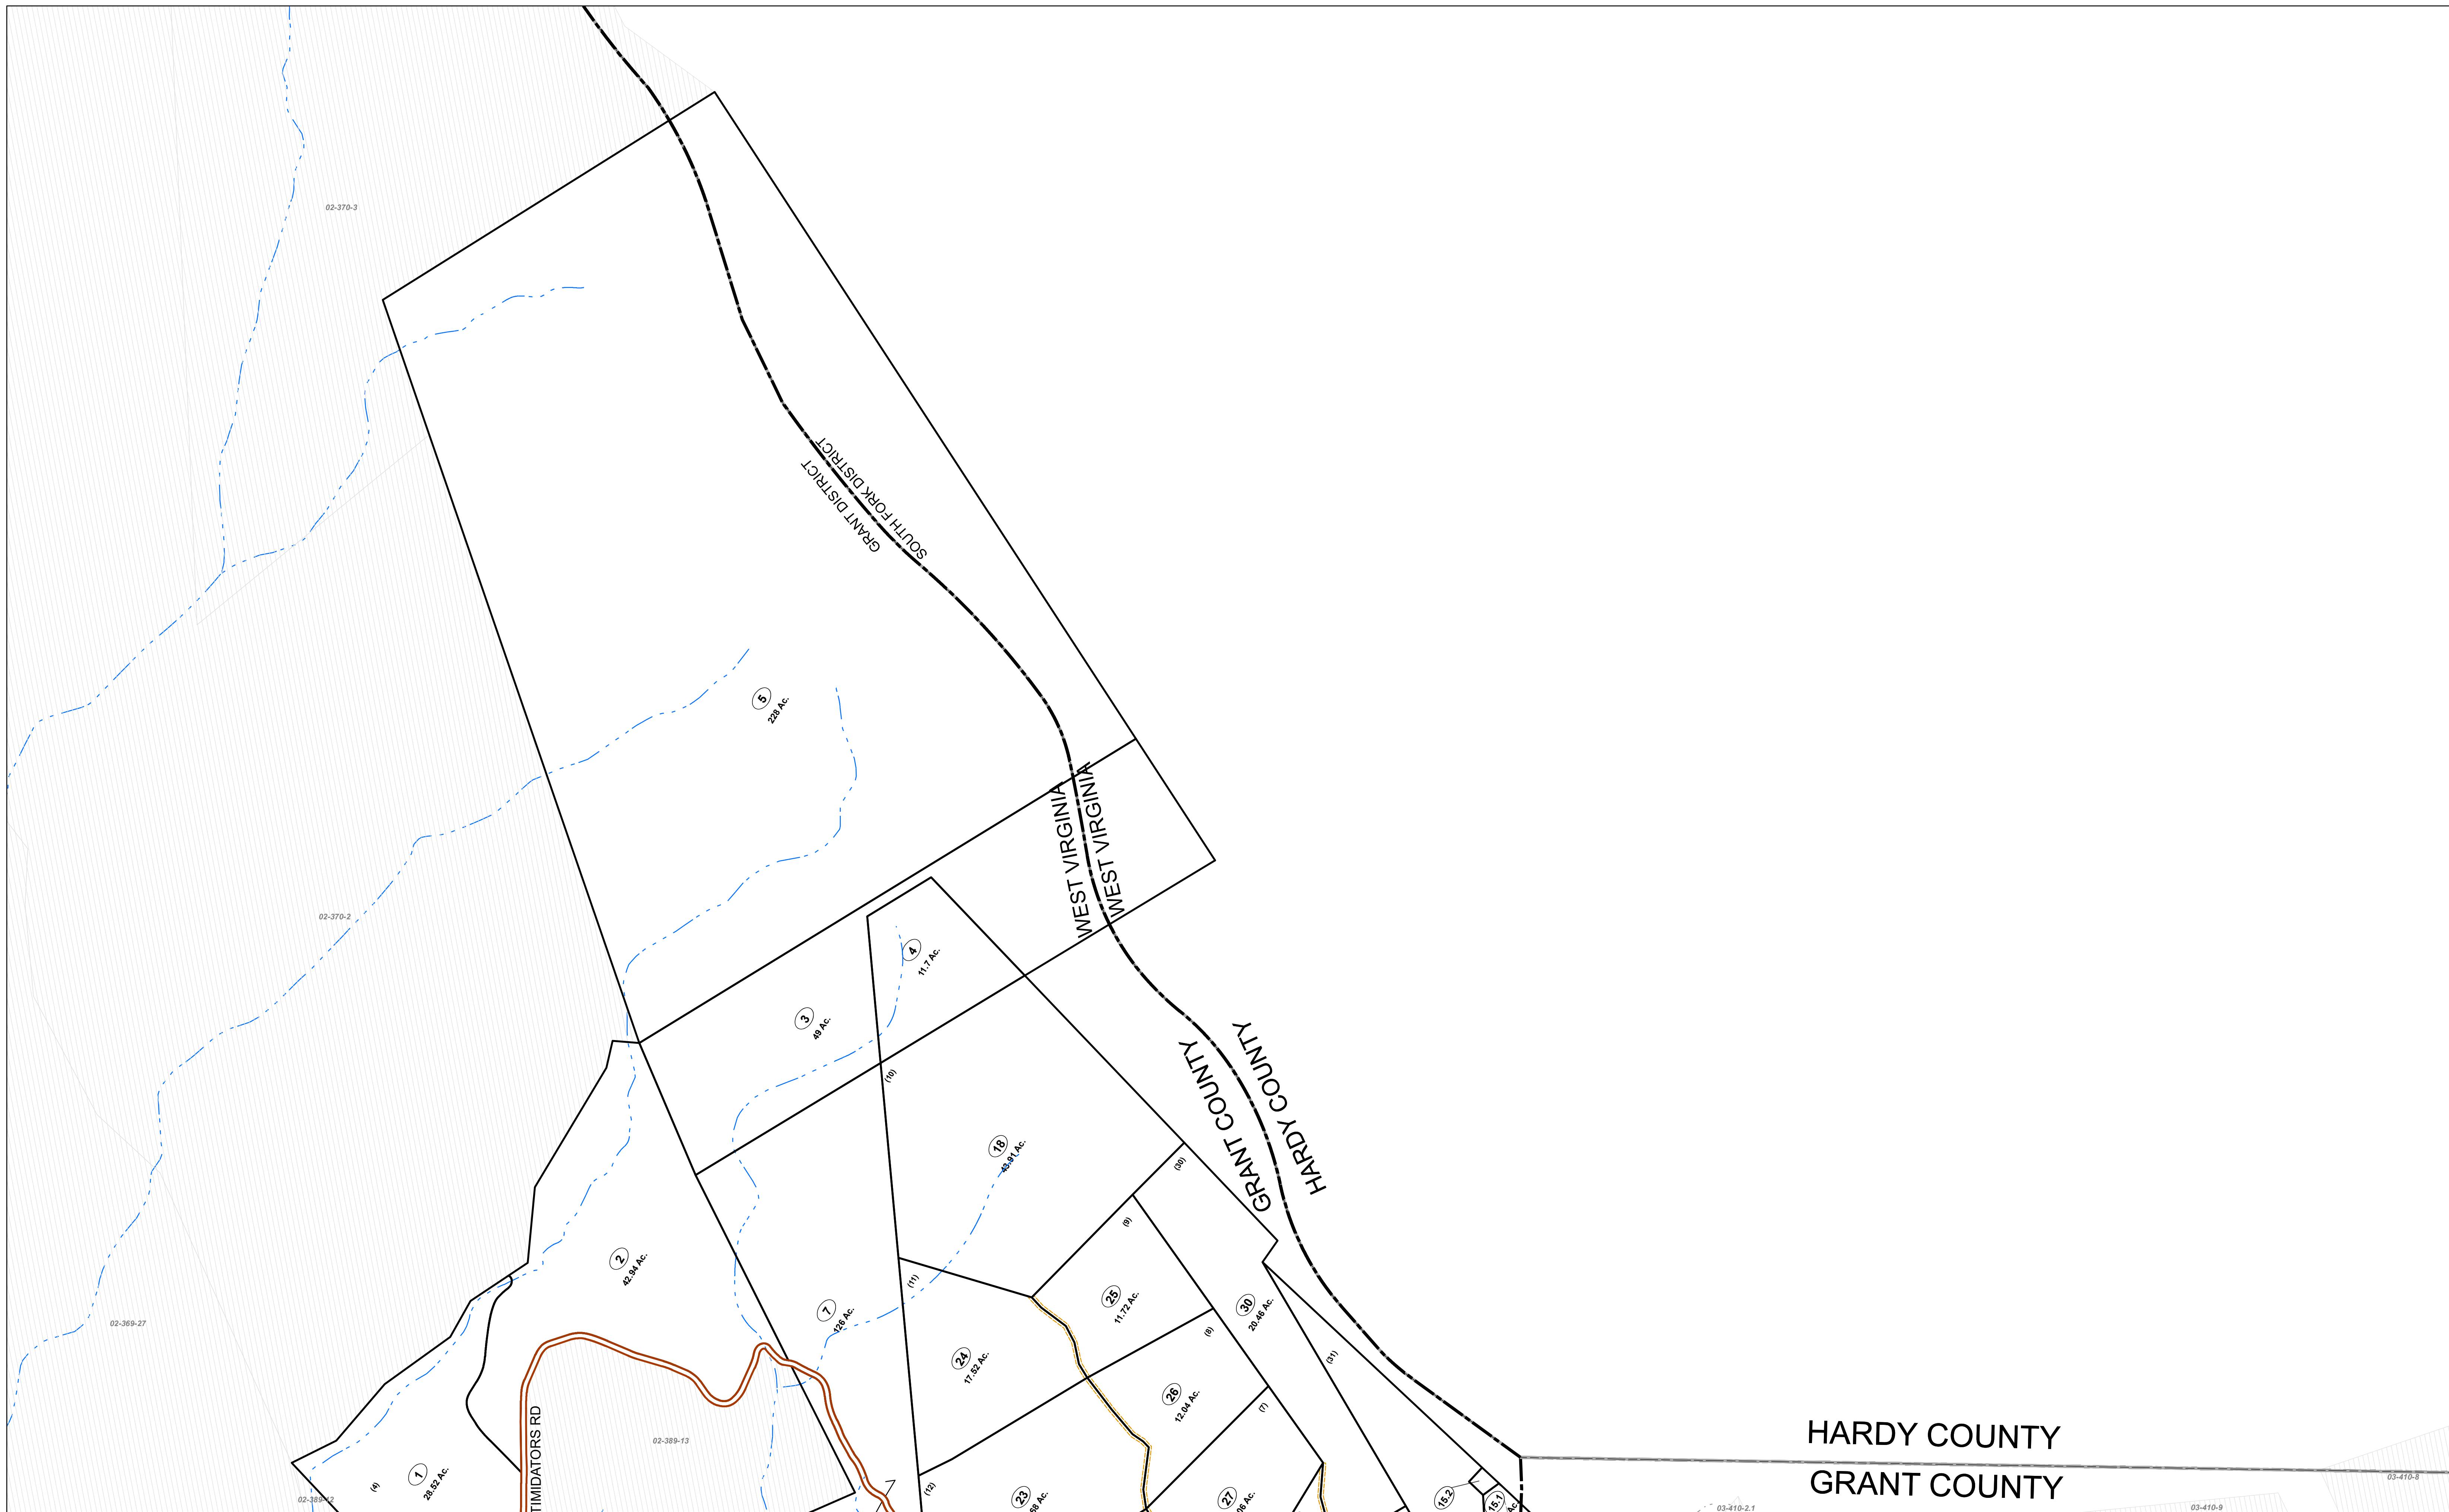 02-370-3
SOUTH FORK DISTRICT
GRANT DISTRICT
5
228 Ac.
WEST VIRGINIA
WEST VIRGINIA
02-370-2
4
11.7 Ac.
3
49 Ac.
(10)
GRANT COUNTY
HARDY COUNTY
18
43.91 Ac.
(30)
(9)
2
42.94 Ac.
(11)
7
126 Ac.
25
11.72 Ac.
30
20.46 Ac.
02-369-27
(8)
(31)
24
17.52 Ac.
26
12.04 Ac.
(7)
TIMIDATORS RD
02-389-13
HARDY COUNTY
GRANT COUNTY
1
28.52 Ac.
(4)
(12)
02-389-12
23
27
15.2
15.1
03-410-8
03-410-2.1
03-410-9